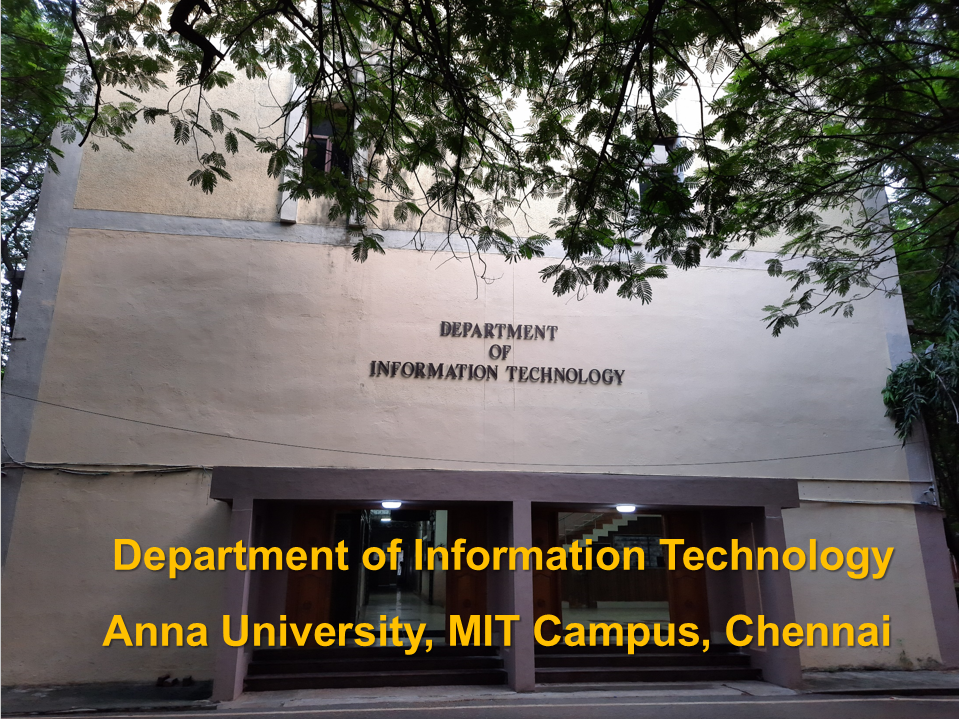 DEPARTMENT
OF
INFORMATION TECHNOLOGY
Department of Information Technology
Anna University, MIT Campus, Chennai